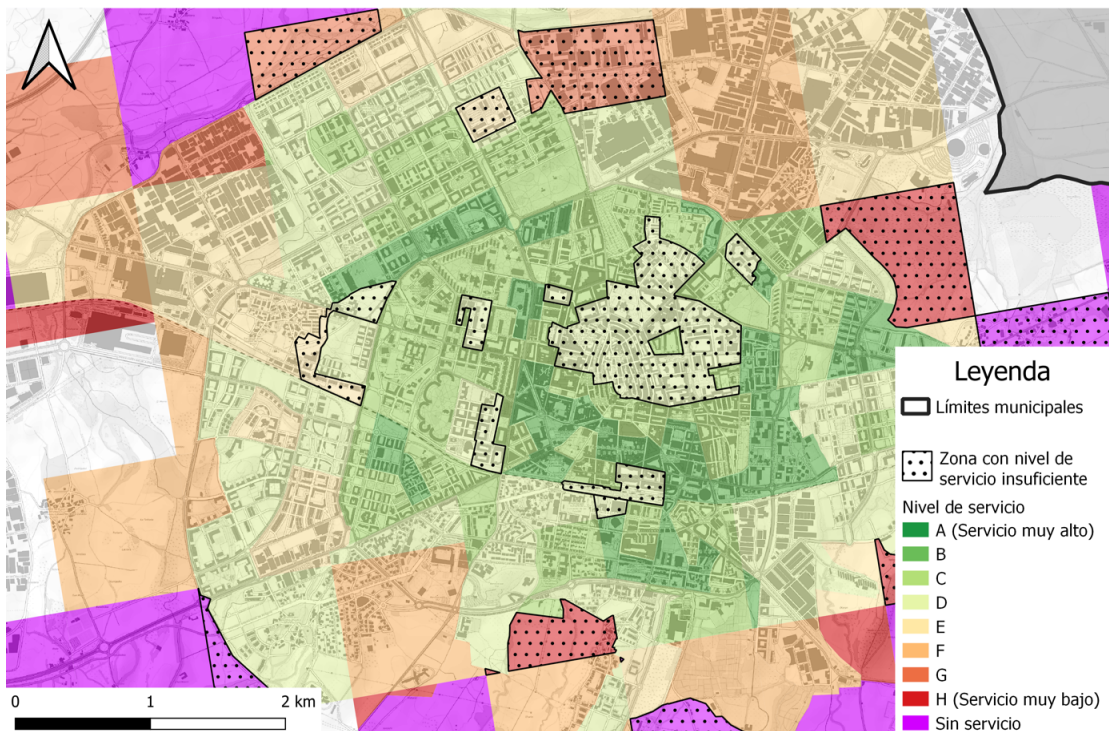 Leyenda
Límites municipales
Zona con nivel de
servicio insuficiente
Nivel de servicio
A (Servicio muy alto)
B
C
D
E
F
G
H (Servicio muy bajo)
Sin servicio
0 1 2 km